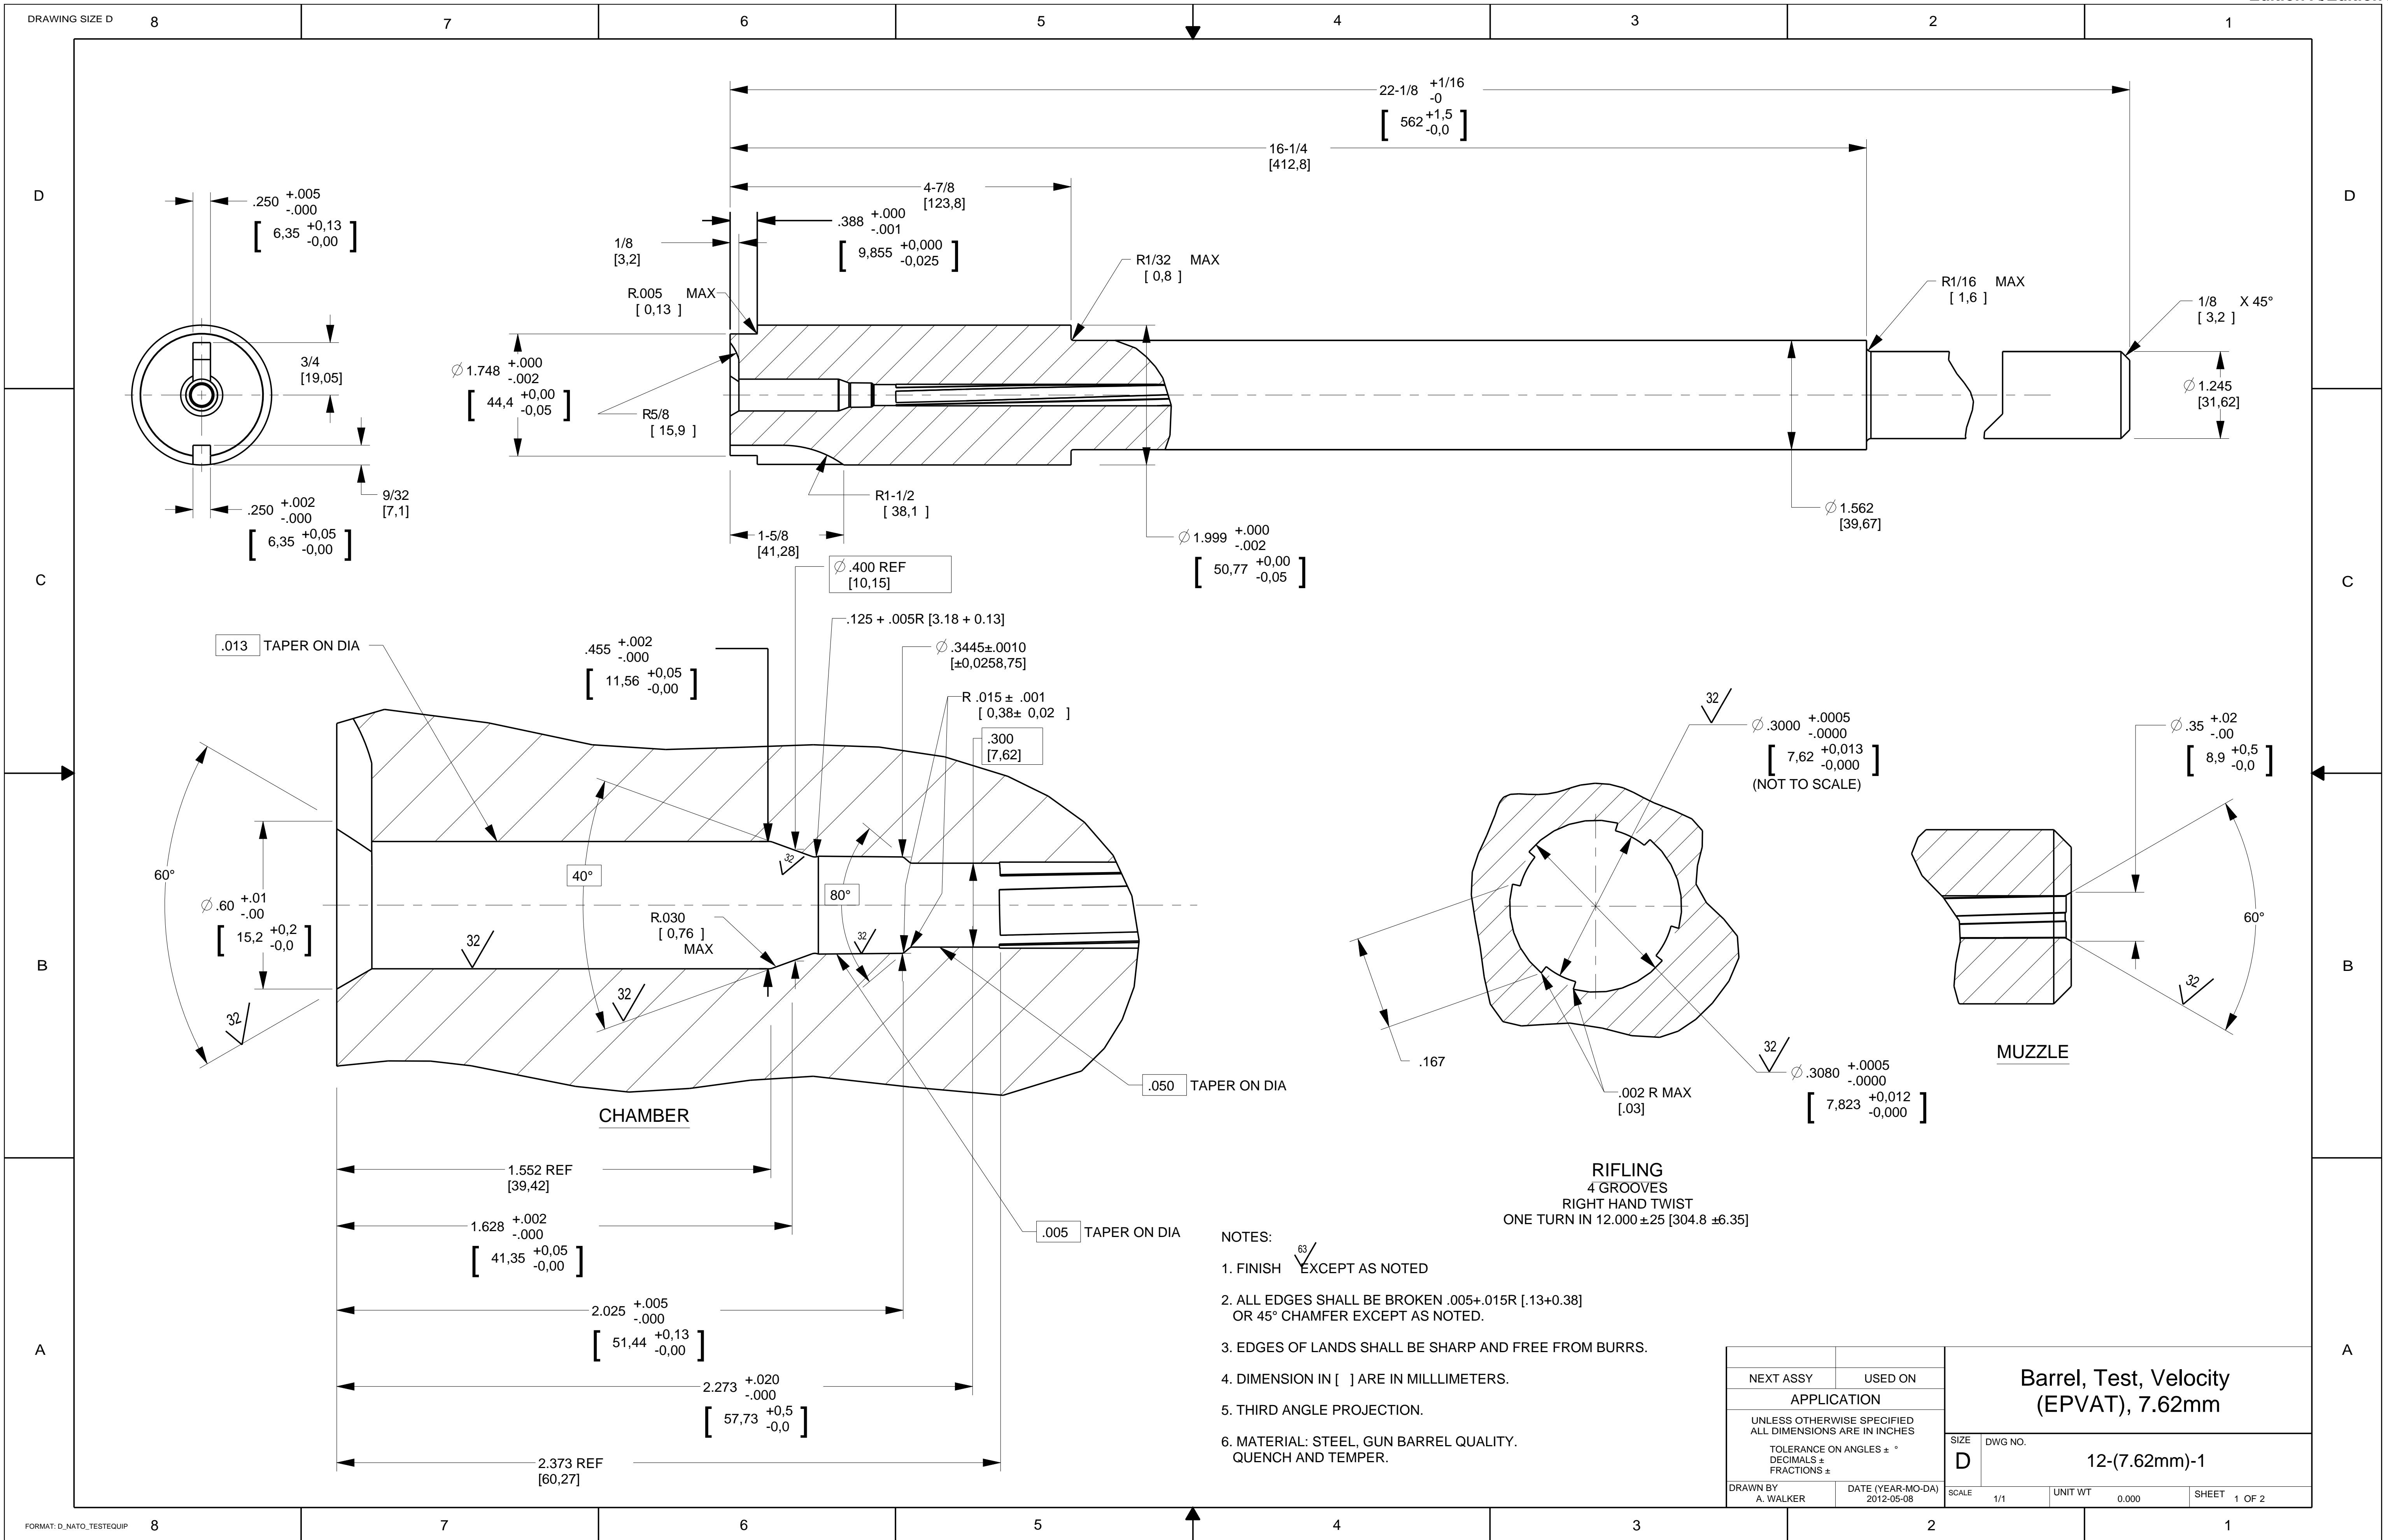 DRAWING SIZE D
8
7
6
5
4
3
2
1
D
D
C
C
B
B
A
A
22-1/8 +1/16 -0
[ 562 +1,5 -0,0 ]
16-1/4
[412,8]
4-7/8
[123,8]
.388 +.000 -.001
[ 9,855 +0,000 -0,025 ]
1/8
[3,2]
R.005 MAX
[ 0,13 ]
R1/32 MAX
[ 0,8 ]
R1/16 MAX
[ 1,6 ]
1/8 X 45°
[ 3,2 ]
.250 +.005 -.000
[ 6,35 +0,13 -0,00 ]
3/4
[19,05]
9/32
[7,1]
.250 +.002 -.000
[ 6,35 +0,05 -0,00 ]
∅ 1.748 +.000 -.002
[ 44,4 +0,00 -0,05 ]
R5/8
[ 15,9 ]
R1-1/2
[ 38,1 ]
1-5/8
[41,28]
∅ 1.999 +.000 -.002
[ 50,77 +0,00 -0,05 ]
∅ 1.562
[39,67]
∅ 1.245
[31,62]
∅ .400 REF
[10,15]
.125 + .005R [3.18 + 0.13]
.013 TAPER ON DIA
.455 +.002 -.000
[ 11,56 +0,05 -0,00 ]
∅ .3445±.0010
[±0,0258,75]
R .015 ± .001
[ 0,38± 0,02 ]
.300
[7,62]
60°
∅ .60 +.01 -.00
[ 15,2 +0,2 -0,0 ]
32
32
40°
32
32
80°
32
R.030
[ 0,76 ]
MAX
.050 TAPER ON DIA
CHAMBER
1.552 REF
[39,42]
1.628 +.002 -.000
[ 41,35 +0,05 -0,00 ]
.005 TAPER ON DIA
2.025 +.005 -.000
[ 51,44 +0,13 -0,00 ]
2.273 +.020 -.000
[ 57,73 +0,5 -0,0 ]
2.373 REF
[60,27]
32
∅ .3000 +.0005 -.0000
[ 7,62 +0,013 -0,000 ]
(NOT TO SCALE)
.167
.002 R MAX
[.03]
32
∅ .3080 +.0005 -.0000
[ 7,823 +0,012 -0,000 ]
RIFLING
4 GROOVES
RIGHT HAND TWIST
ONE TURN IN 12.000 ±.25 [304.8 ±6.35]
∅ .35 +.02 -.00
[ 8,9 +0,5 -0,0 ]
60°
32
MUZZLE
NOTES:
1. FINISH 63 EXCEPT AS NOTED
2. ALL EDGES SHALL BE BROKEN .005+.015R [.13+0.38]
OR 45° CHAMFER EXCEPT AS NOTED.
3. EDGES OF LANDS SHALL BE SHARP AND FREE FROM BURRS.
4. DIMENSION IN [ ] ARE IN MILLLIMETERS.
5. THIRD ANGLE PROJECTION.
6. MATERIAL: STEEL, GUN BARREL QUALITY.
QUENCH AND TEMPER.
NEXT ASSY USED ON
APPLICATION
UNLESS OTHERWISE SPECIFIED
ALL DIMENSIONS ARE IN INCHES
TOLERANCE ON ANGLES ± °
DECIMALS ±
FRACTIONS ±
DRAWN BY
A. WALKER
DATE (YEAR-MO-DA)
2012-05-08
Barrel, Test, Velocity
(EPVAT), 7.62mm
SIZE
D
DWG NO.
12-(7.62mm)-1
SCALE 1/1
UNIT WT 0.000
SHEET 1 OF 2
FORMAT: D_NATO_TESTEQUIP
8
7
6
5
4
3
2
1